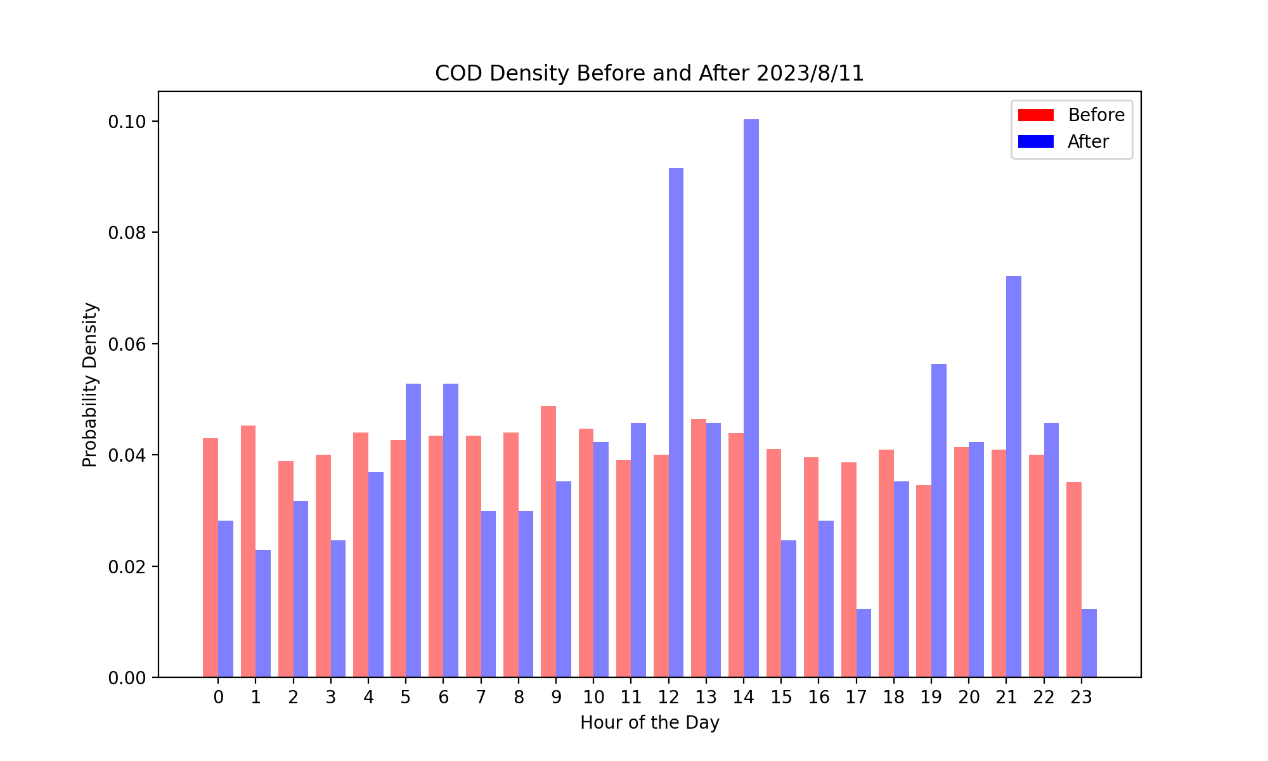 COD Density Before and After 2023/8/11
Before
After
0.10
0.08
0.06
0.04
0.02
0.00
Probability Density
0 1 2 3 4 5 6 7 8 9 10 11 12 13 14 15 16 17 18 19 20 21 22 23
Hour of the Day